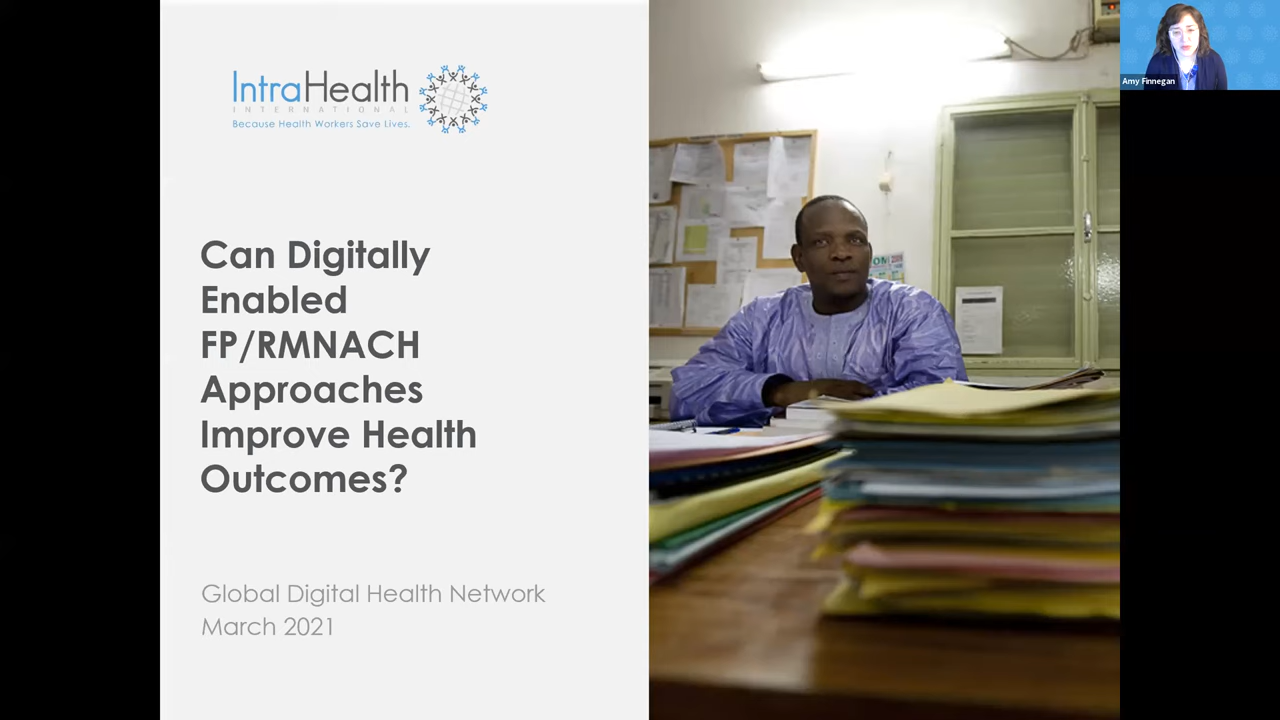 IntraHealth
INTERNATIONAL
Because Health Workers Save Lives.
Can Digitally
Enabled
FP/RMNACH
Approaches
Improve Health
Outcomes?
Global Digital Health Network
March 2021
Amy Finnegan